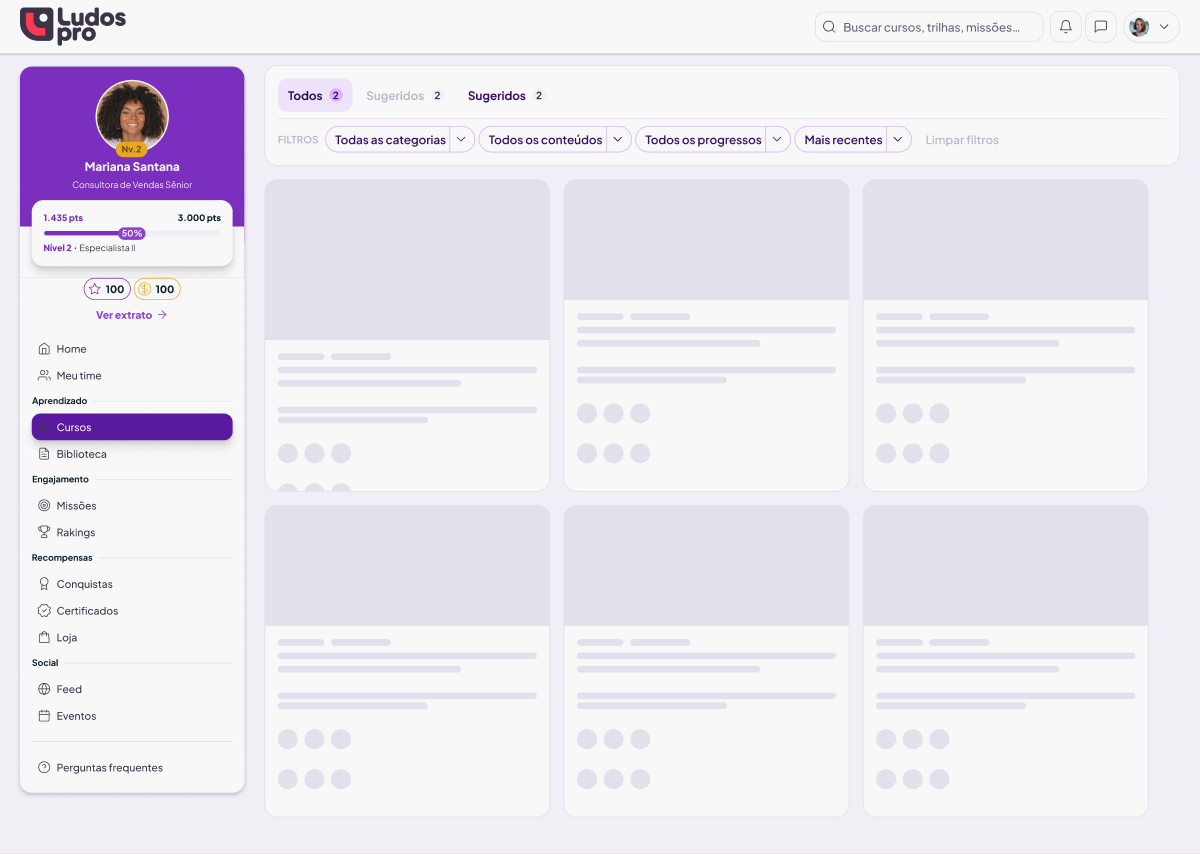 Ludos
pro
Buscar cursos, trilhas, missões...
Nv.2
Mariana Santana
Consultora de Vendas Sênior
1.435 pts
3.000 pts
50%
Nível 2 • Especialista II
100
100
Ver extrato
Home
Meu time
Aprendizado
Cursos
Biblioteca
Engajamento
Missões
Rakings
Recompensas
Conquistas
Certificados
Loja
Social
Feed
Eventos
Perguntas frequentes
Todos 2
Sugeridos 2
Sugeridos 2
FILTROS
Todas as categorias
Todos os conteúdos
Todos os progressos
Mais recentes
Limpar filtros